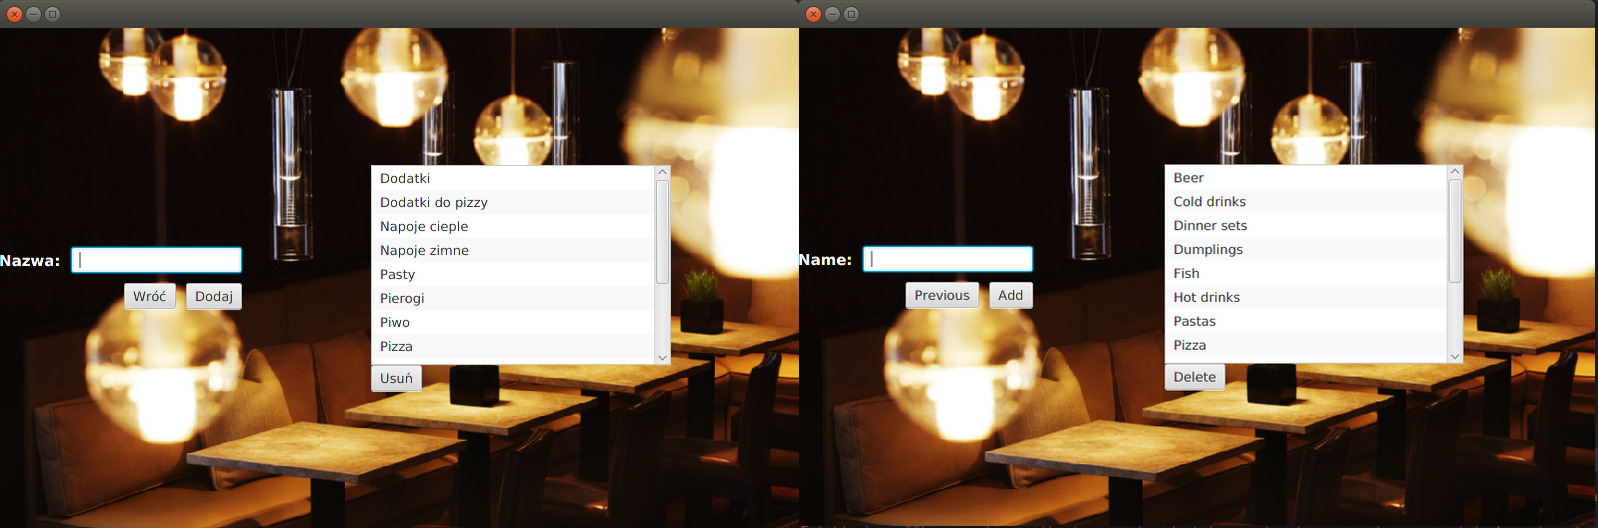 Dodatki
Dodatki do pizzy
Napoje cieple
Napoje zimne
Pasty
Pierogi
Piwo
Pizza
Nazwa:
Wróć
Dodaj
Usuń
Beer
Cold drinks
Dinner sets
Dumplings
Fish
Hot drinks
Pastas
Pizza
Name:
Previous
Add
Delete